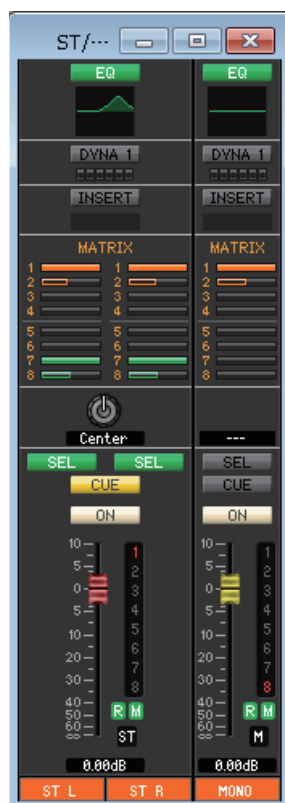 ST/···
EQ EQ
DYNA 1 DYNA 1
INSERT INSERT
MATRIX MATRIX
1 1 1
2 2 2
3 3 3
4 4 4
5 5 5
6 6 6
7 7 7
8 8 8
Center ---
SEL SEL SEL
CUE CUE
ON ON
10 1 10 1
5 2 5 2
0 3 0 3
5 4 5 4
10 5 10 5
20 6 20 6
30 7 30 7
8 8
40 R M 40 R M
50 50
60 60
∞ ST ∞ M
0.00dB 0.00dB
ST L ST R MONO